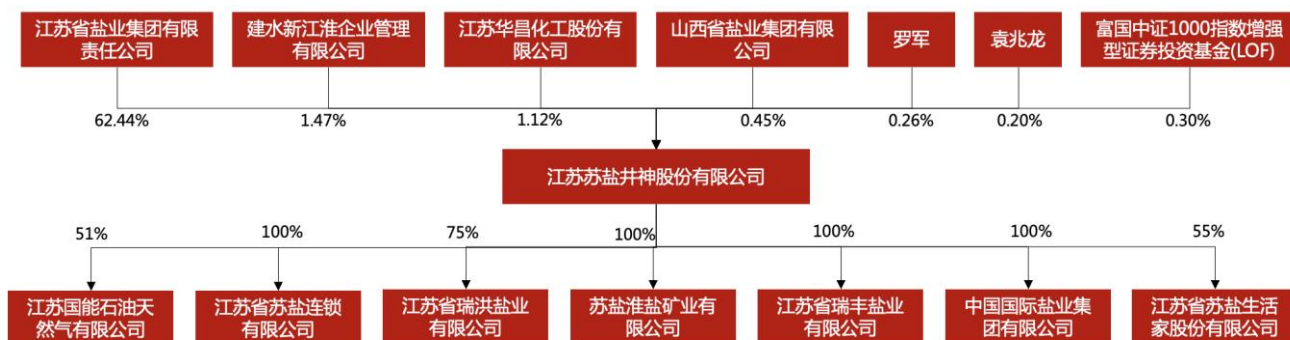 江苏省盐业集团有限
责任公司
建水新江淮企业管理
有限公司
江苏华昌化工股份有
限公司
山西省盐业集团有限
公司
罗军
袁兆龙
富国中证1000指数增强
型证券投资基金(LOF)
62.44%
1.47%
1.12%
0.45%
0.26%
0.20%
0.30%
江苏苏盐井神股份有限公司
51%
100%
75%
100%
100%
100%
55%
江苏国能石油天
然气有限公司
江苏省苏盐连锁
有限公司
江苏省瑞洪盐业
有限公司
苏盐淮盐矿业有
限公司
江苏省瑞丰盐业
有限公司
中国国际盐业集
团有限公司
江苏省苏盐生活
家股份有限公司